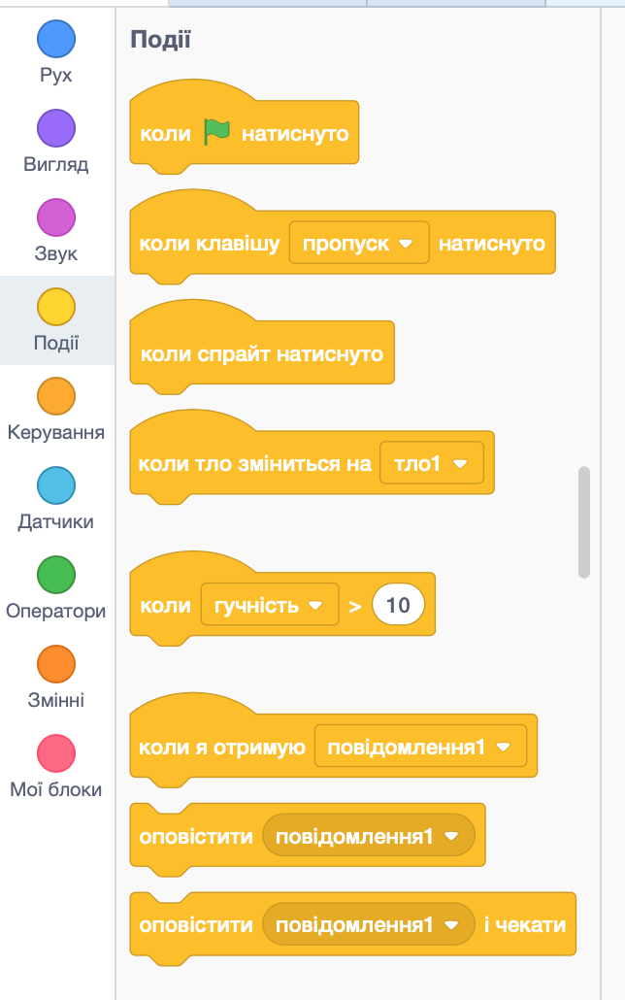 Рух
Вигляд
Звук
Події
Керування
Датчики
Оператори
Змінні
Мої блоки
Події
коли натиснуто
коли клавішу пропуск натиснуто
коли спрайт натиснуто
коли тло зміниться на тло1
коли гучність > 10
коли я отримую повідомлення1
оповістити повідомлення1
оповістити повідомлення1 і чекати